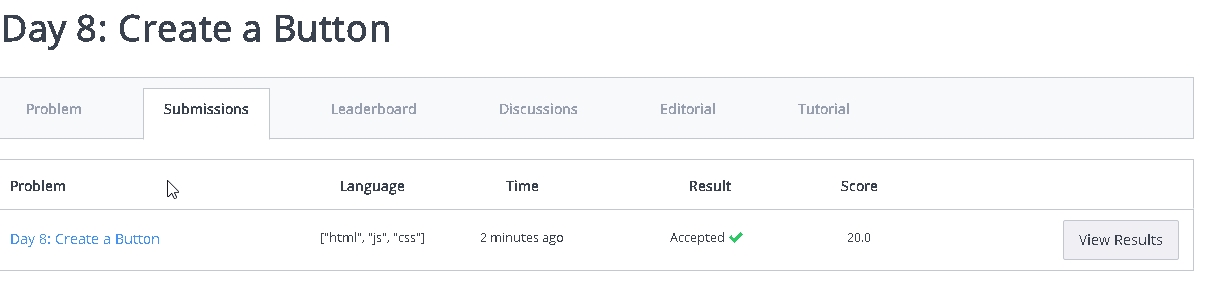 Day 8: Create a Button
Problem Submissions Leaderboard Discussions Editorial Tutorial
Problem Language Time Result Score
Day 8: Create a Button ["html", "js", "css"] 2 minutes ago Accepted 20.0 View Results